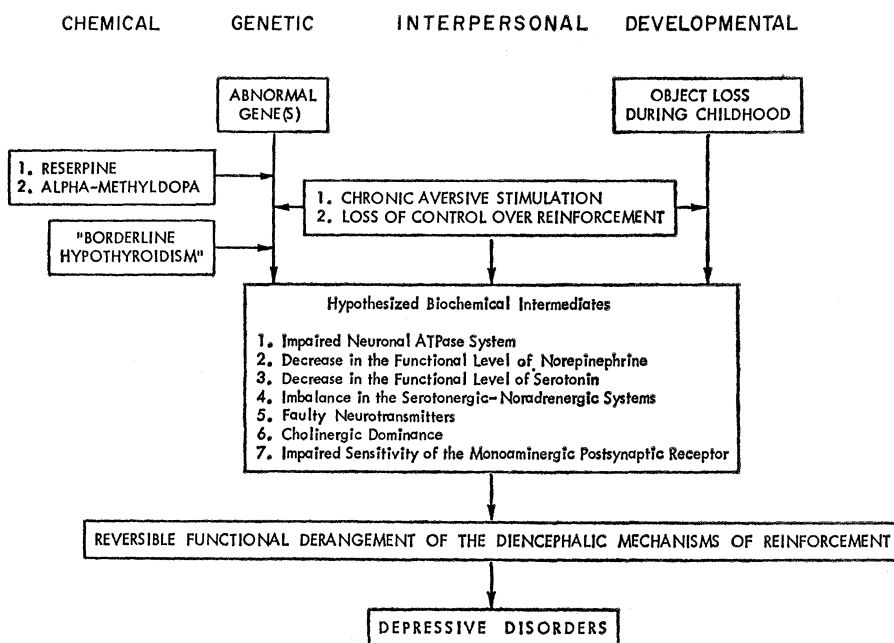 CHEMICAL GENETIC INTERPERSONAL DEVELOPMENTAL
ABNORMAL
GENE(S)
OBJECT LOSS
DURING CHILDHOOD
1. RESERPINE
2. ALPHA-METHYLDOPA
1. CHRONIC AVERSIVE STIMULATION
2. LOSS OF CONTROL OVER REINFORCEMENT
"BORDERLINE
HYPOTHYROIDISM"
Hypothesized Biochemical Intermediates
1. Impaired Neuronal ATPase System
2. Decrease in the Functional Level of Norepinephrine
3. Decrease in the Functional Level of Serotonin
4. Imbalance in the Serotonergic-Noradrenergic Systems
5. Faulty Neurotransmitters
6. Cholinergic Dominance
7. Impaired Sensitivity of the Monoaminergic Postsynaptic Receptor
REVERSIBLE FUNCTIONAL DERANGEMENT OF THE DIENCEPHALIC MECHANISMS OF REINFORCEMENT
DEPRESSIVE DISORDERS